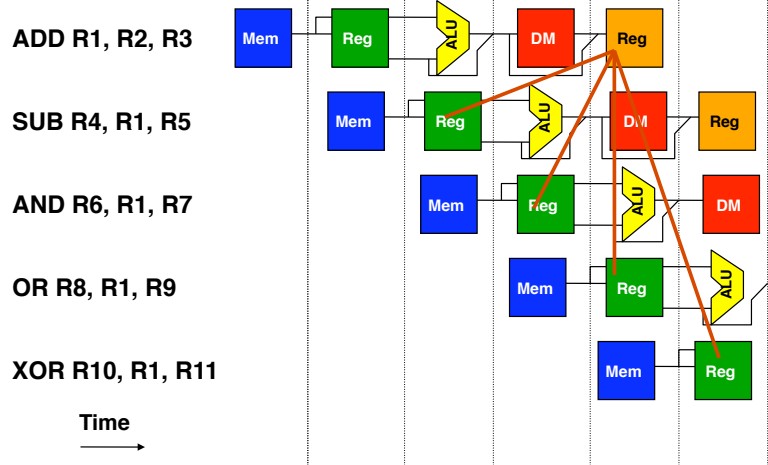 ADD R1, R2, R3 Mem Reg ALU DM Reg
SUB R4, R1, R5 Mem Reg ALU DM Reg
AND R6, R1, R7 Mem Reg ALU DM
OR R8, R1, R9 Mem Reg ALU
XOR R10, R1, R11 Mem Reg
Time